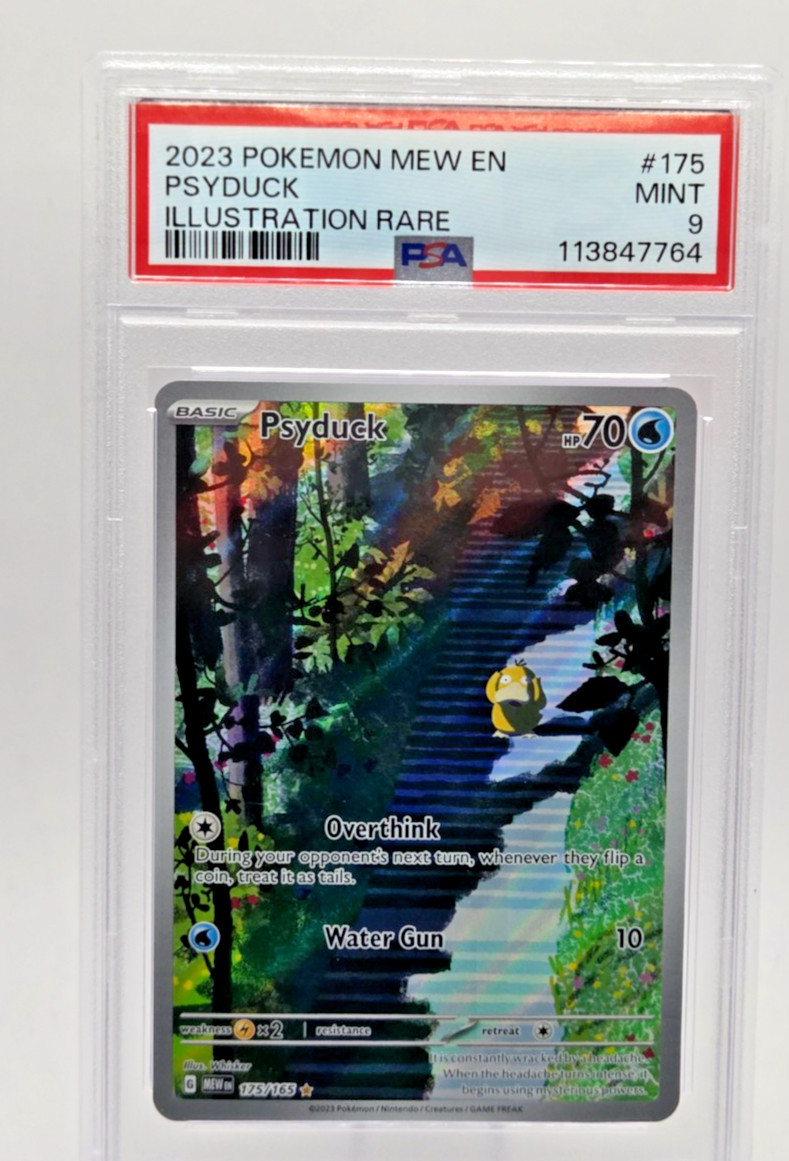 2023 POKEMON MEW EN #175
PSYDUCK MINT
ILLUSTRATION RARE 9
PSA 113847764
BASIC Psyduck HP70
Overthink
During your opponent's next turn, whenever they flip a
coin, treat it as tails.
Water Gun 10
weakness ×2 resistance retreat
Illus. Whisker
It is constantly wracked by a headache.
When the headache turns intense, it
begins using mysterious powers.
G MEW EN 175/165
©2023 Pokémon / Nintendo / Creatures / GAME FREAK